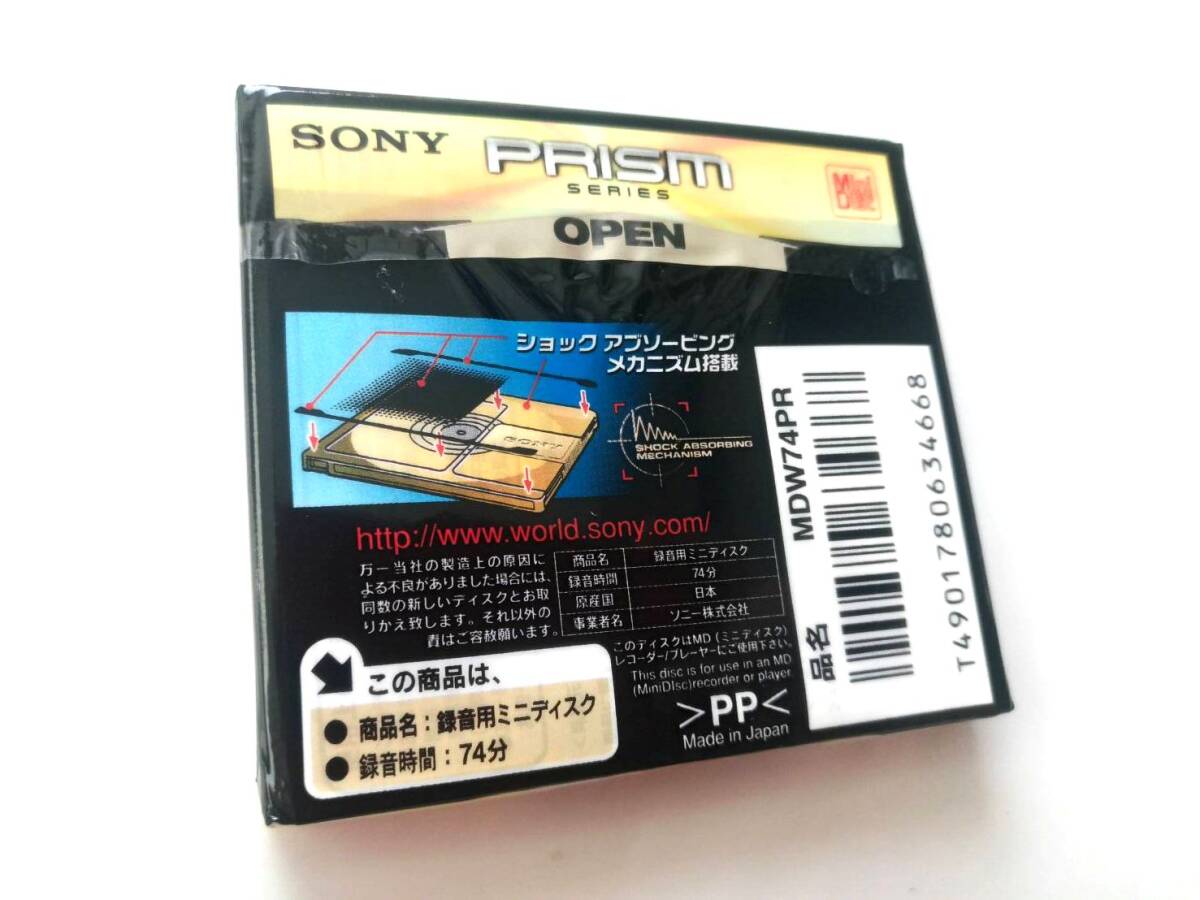 SONY
PRISM
SERIES
Mini
Disc
OPEN
ショック アブソービング
メカニズム搭載
SONY
SHOCK ABSORBING
MECHANISM
http://www.world.sony.com/
万一当社の製造上の原因に
よる不良がありました場合には、
同数の新しいディスクとお取
りかえ致します。それ以外の
責はご容赦願います。
商品名 録音用ミニディスク
録音時間 74分
原産国 日本
事業者名 ソニー株式会社
このディスクはMD (ミニディスク)
レコーダー/プレーヤーにご使用下さい。
This disc is for use in an MD
(MiniDisc)recorder or player.
>PP<
Made in Japan
この商品は、
● 商品名：録音用ミニディスク
● 録音時間：74分
品名 MDW74PR
T4901780634668